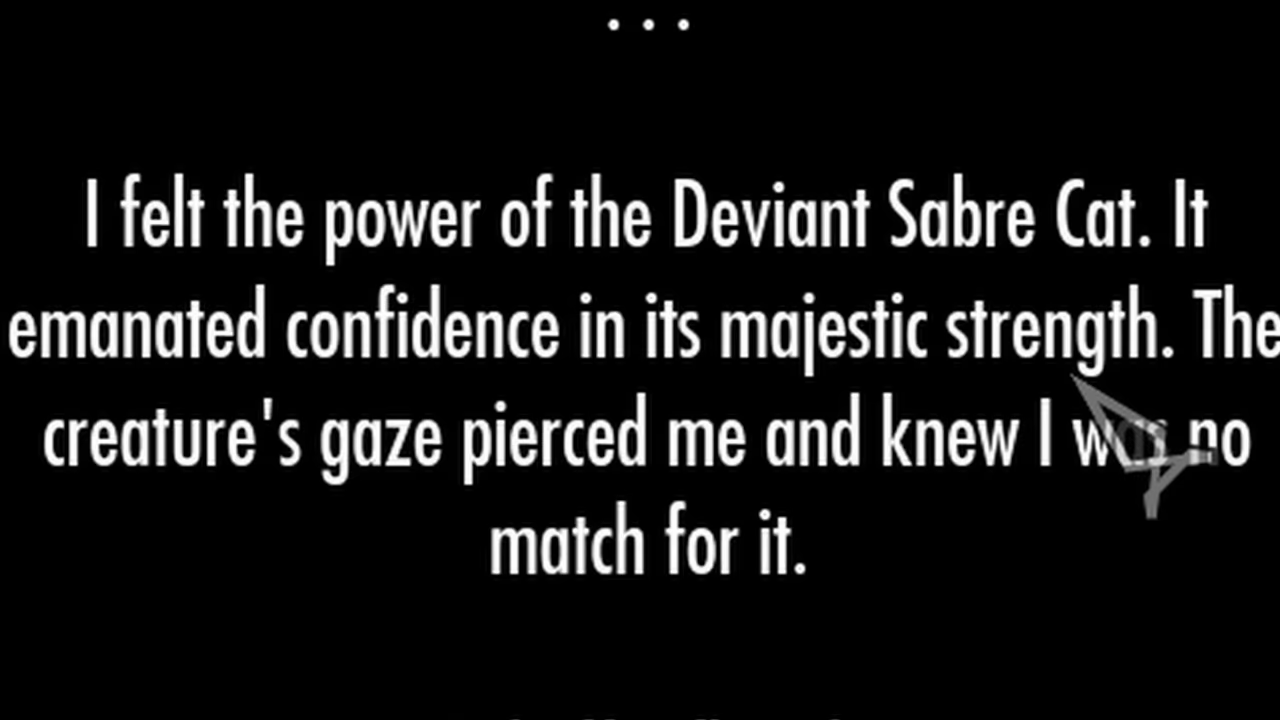 ...
I felt the power of the Deviant Sabre Cat. It
emanated confidence in its majestic strength. The
creature's gaze pierced me and knew I was no
match for it.